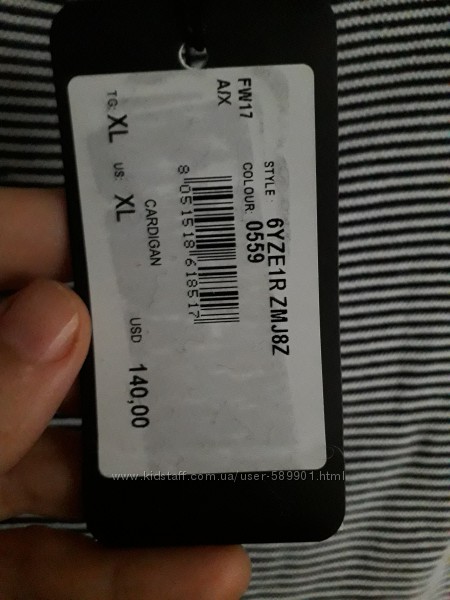 FW17
A/X
STYLE : 6YZE1R ZMJ8Z
COLOUR: 0559
8 051518 618517
CARDIGAN
TG: XL US: XL
USD 140,00
www.kidstaff.com.ua/user-589901.html